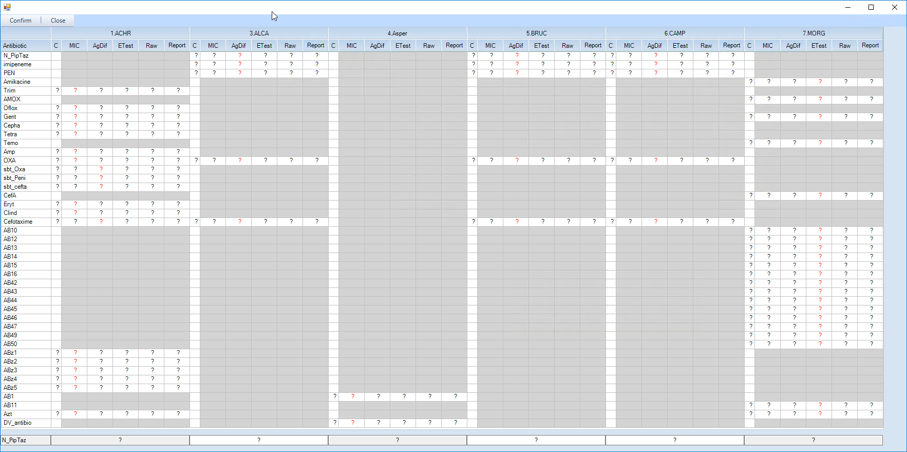 Confirm Close
1.ACHR 3.ALCA 4.Asper 5.BRUC 6.CAMP 7.MORG
Antibiotic C MIC AgDif ETest Raw Report C MIC AgDif ETest Raw Report C MIC AgDif ETest Raw Report C MIC AgDif ETest Raw Report C MIC AgDif ETest Raw Report C MIC AgDif ETest Raw Report
N_PipTaz ? ? ? ? ? ? ? ? ? ? ? ? ? ? ? ? ? ?
imipeneme ? ? ? ? ? ? ? ? ? ? ? ? ? ? ? ? ? ?
PEN ? ? ? ? ? ? ? ? ? ? ? ? ? ? ? ? ? ?
Amikacine ? ? ? ? ? ?
Trim ? ? ? ? ? ?
AMOX ? ? ? ? ? ?
Oflox ? ? ? ? ? ?
Gent ? ? ? ? ? ? ? ? ? ? ? ?
Cepha ? ? ? ? ? ?
Tetra ? ? ? ? ? ?
Temo ? ? ? ? ? ?
Amp ? ? ? ? ? ?
OXA ? ? ? ? ? ? ? ? ? ? ? ? ? ? ? ? ? ? ? ? ? ? ? ?
sbt_Oxa ? ? ? ? ? ?
sbt_Peni ? ? ? ? ? ?
sbt_cefta ? ? ? ? ? ?
CefA ? ? ? ? ? ?
Eryt ? ? ? ? ? ?
Clind ? ? ? ? ? ?
Cefotaxime ? ? ? ? ? ? ? ? ? ? ? ? ? ? ? ? ? ? ? ? ? ? ? ?
AB10 ? ? ? ? ? ?
AB12 ? ? ? ? ? ?
AB13 ? ? ? ? ? ?
AB14 ? ? ? ? ? ?
AB15 ? ? ? ? ? ?
AB16 ? ? ? ? ? ?
AB42 ? ? ? ? ? ?
AB43 ? ? ? ? ? ?
AB44 ? ? ? ? ? ?
AB45 ? ? ? ? ? ?
AB46 ? ? ? ? ? ?
AB47 ? ? ? ? ? ?
AB49 ? ? ? ? ? ?
AB50 ? ? ? ? ? ?
ABz1 ? ? ? ? ? ?
ABz2 ? ? ? ? ? ?
ABz3 ? ? ? ? ? ?
ABz4 ? ? ? ? ? ?
ABz5 ? ? ? ? ? ?
AB1 ? ? ? ? ? ?
AB11 ? ? ? ? ? ?
Azt ? ? ? ? ? ? ? ? ? ? ? ?
DV_antibio ? ? ? ? ? ?
N_PipTaz ? ? ? ? ? ?